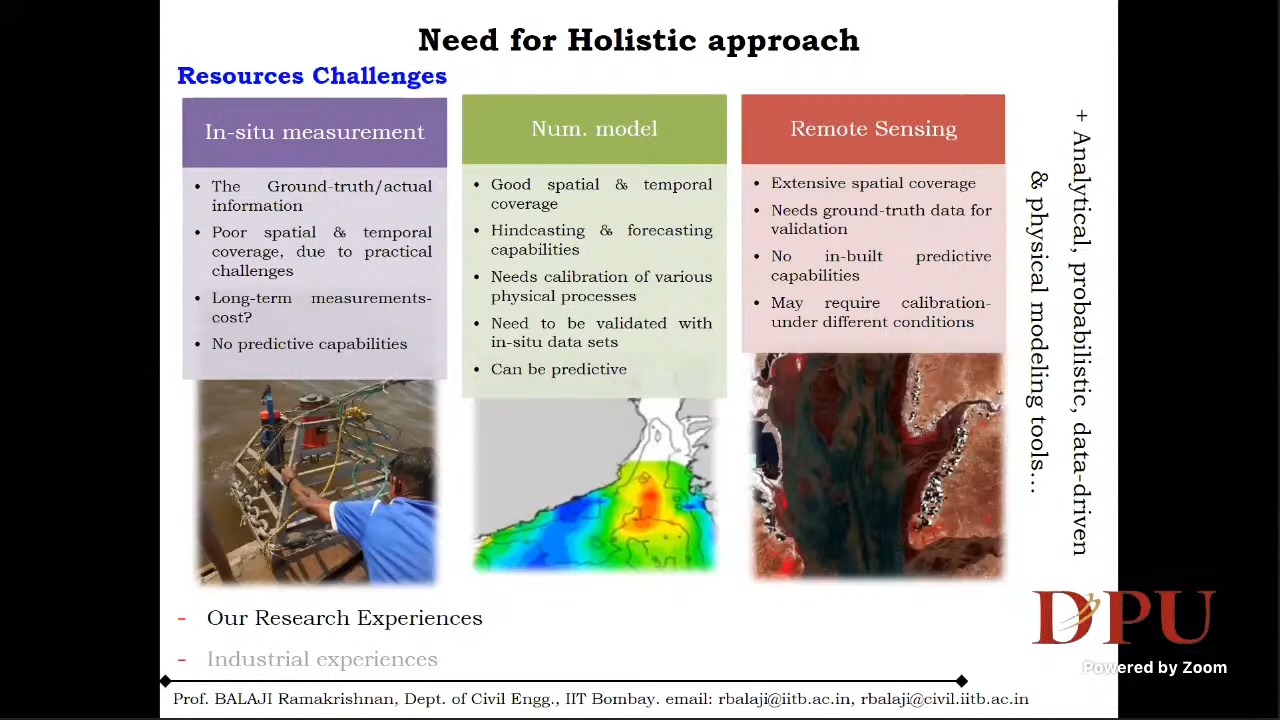 Need for Holistic approach
Resources Challenges
In-situ measurement
• The Ground-truth/actual
information
• Poor spatial & temporal
coverage, due to practical
challenges
• Long-term measurements-
cost?
• No predictive capabilities
Num. model
• Good spatial & temporal
coverage
• Hindcasting & forecasting
capabilities
• Needs calibration of various
physical processes
• Need to be validated with
in-situ data sets
• Can be predictive
Remote Sensing
• Extensive spatial coverage
• Needs ground-truth data for
validation
• No in-built predictive
capabilities
• May require calibration-
under different conditions
+ Analytical, probabilistic, data-driven
& physical modeling tools...
- Our Research Experiences
- Industrial experiences
Prof. BALAJI Ramakrishnan, Dept. of Civil Engg., IIT Bombay. email: rbalaji@iitb.ac.in, rbalaji@civil.iitb.ac.in
DPU
Powered by Zoom